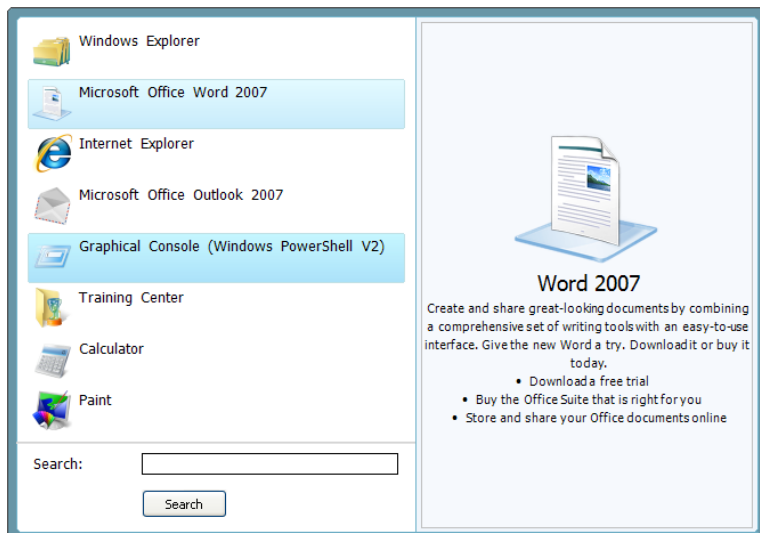 Windows Explorer
Microsoft Office Word 2007
Internet Explorer
Microsoft Office Outlook 2007
Graphical Console (Windows PowerShell V2)
Training Center
Calculator
Paint
Search:
Search
Word 2007
Create and share great-looking documents by combining
a comprehensive set of writing tools with an easy-to-use
interface. Give the new Word a try. Download it or buy it
today.
• Download a free trial
• Buy the Office Suite that is right for you
• Store and share your Office documents online